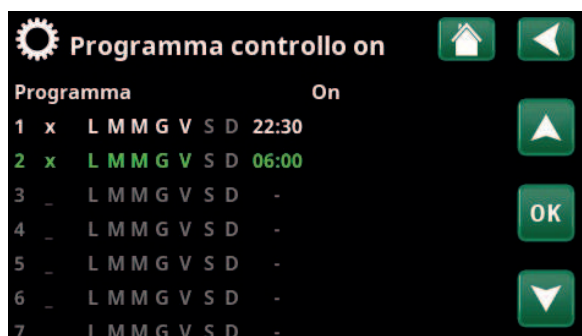 Programma controllo on
Programma On
1 x L M M G V S D 22:30
2 x L M M G V S D 06:00
3 _ L M M G V S D -
4 _ L M M G V S D -
5 _ L M M G V S D -
6 _ L M M G V S D -
7 L M M G V S D
OK